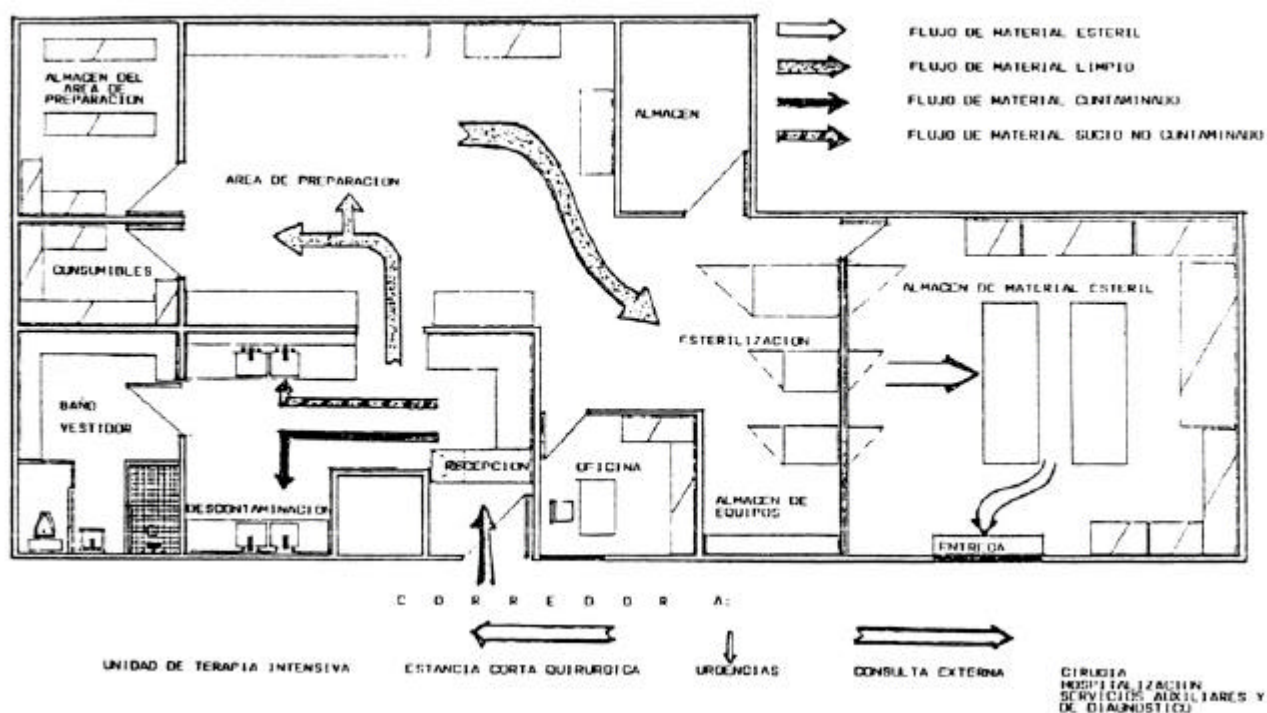 FLUJO DE MATERIAL ESTERIL
FLUJO DE MATERIAL LIMPIO
FLUJO DE MATERIAL CONTAMINADO
FLUJO DE MATERIAL SUCIO NO CONTAMINADO
ALMACEN DEL
AREA DE
PREPARACION
ALMACEN
AREA DE PREPARACION
CONSUMIBLES
ALMACEN DE MATERIAL ESTERIL
ESTERILIZACION
BAÑO
VESTIDOR
RECEPCION
OFICINA
DESCONTAMINACION
ALMACEN DE
EQUIPOS
ENTREGA
C O R R E D O R A:
UNIDAD DE TERAPIA INTENSIVA
ESTANCIA CORTA QUIRURGICA
URGENCIAS
CONSULTA EXTERNA
CIRUGIA
HOSPITALIZACION
SERVICIOS AUXILIARES Y
DE DIAGNOSTICO